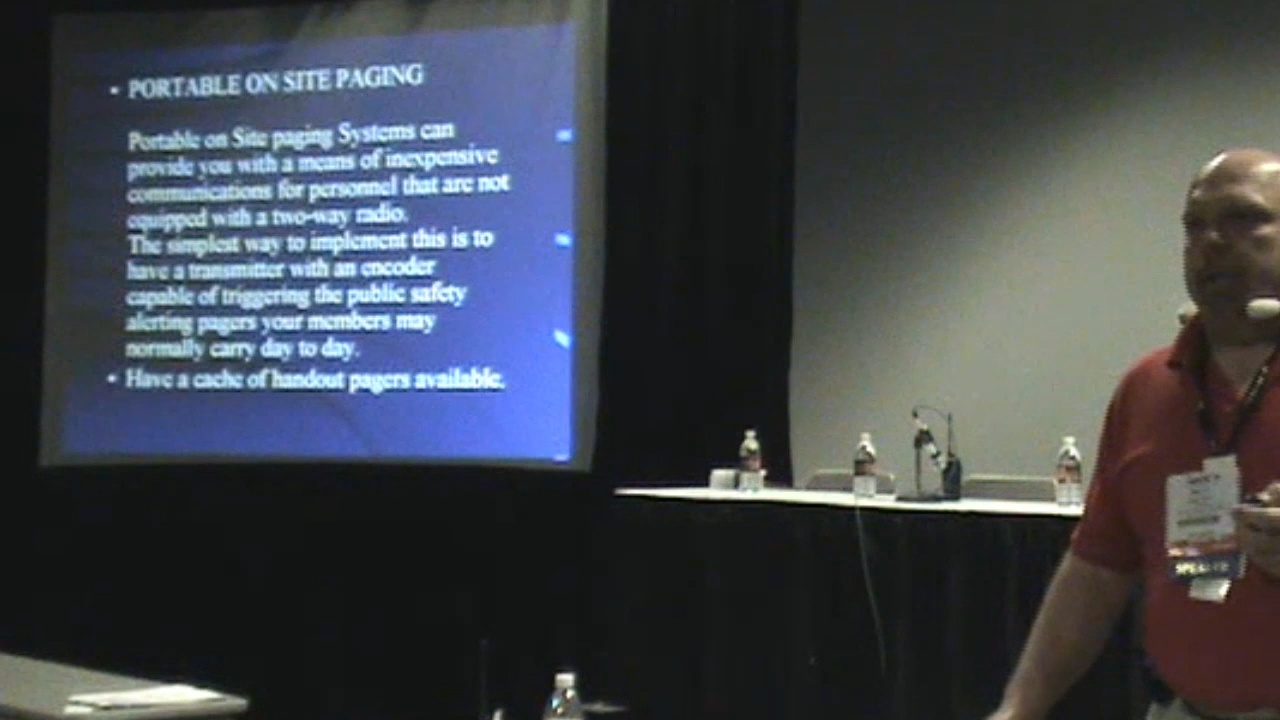 • PORTABLE ON SITE PAGING
Portable on Site paging Systems can
provide you with a means of inexpensive
communications for personnel that are not
equipped with a two-way radio.
The simplest way to implement this is to
have a transmitter with an encoder
capable of triggering the public safety
alerting pagers your members may
normally carry day to day.
• Have a cache of handout pagers available.
SPEAKER